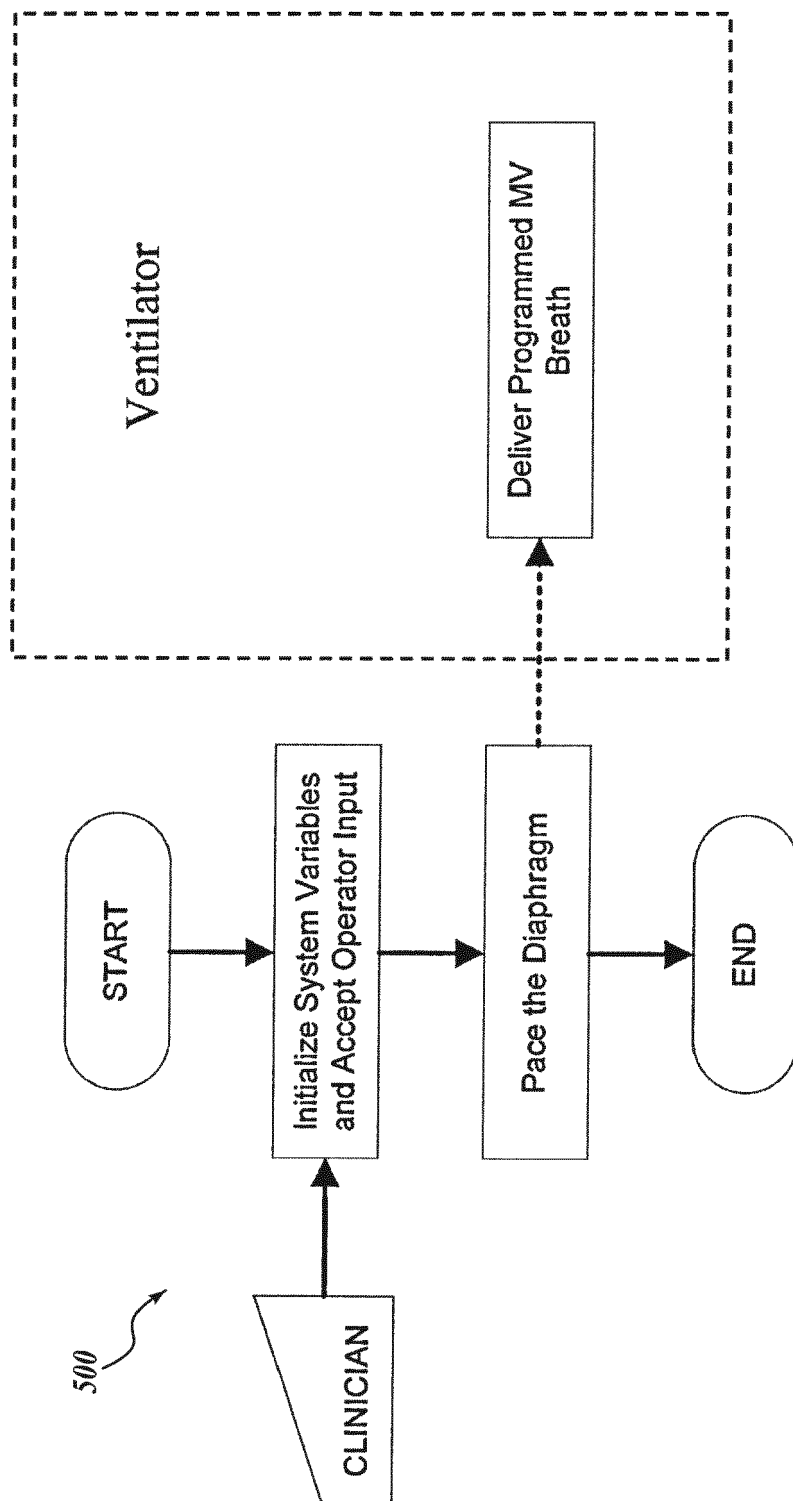 500
START
CLINICIAN
Initialize System Variables
and Accept Operator Input
Pace the Diaphragm
END
Ventilator
Deliver Programmed MV
Breath